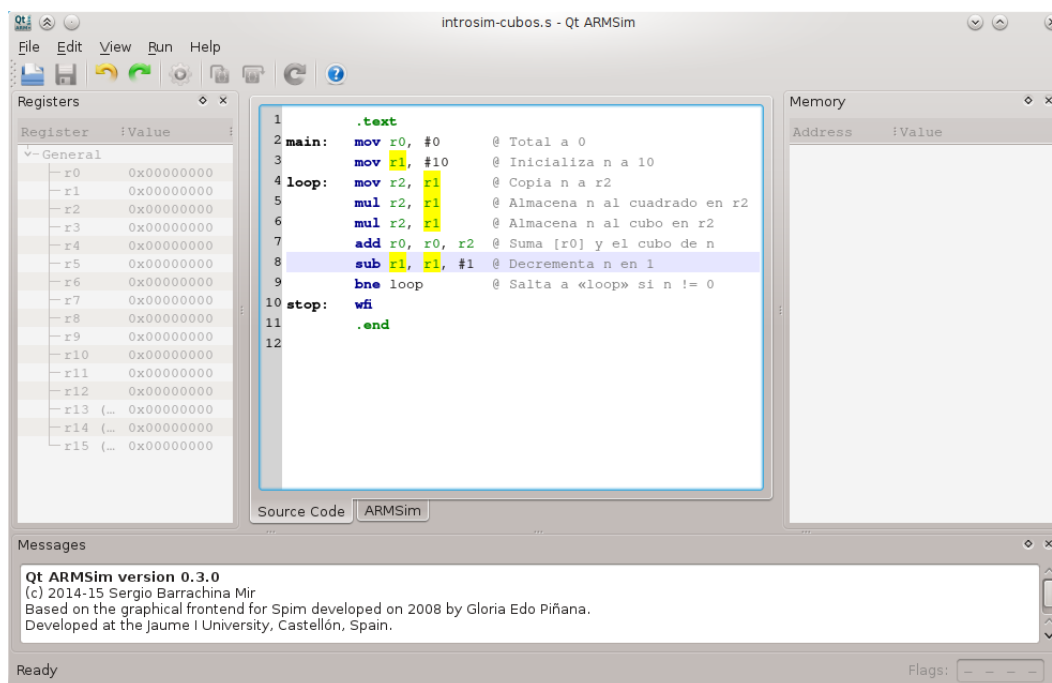 introsim-cubos.s - Qt ARMSim
File Edit View Run Help
Registers
Register Value
General
r0 0x00000000
r1 0x00000000
r2 0x00000000
r3 0x00000000
r4 0x00000000
r5 0x00000000
r6 0x00000000
r7 0x00000000
r8 0x00000000
r9 0x00000000
r10 0x00000000
r11 0x00000000
r12 0x00000000
r13 (… 0x00000000
r14 (… 0x00000000
r15 (… 0x00000000
1 .text
2 main: mov r0, #0 @ Total a 0
3 mov r1, #10 @ Inicializa n a 10
4 loop: mov r2, r1 @ Copia n a r2
5 mul r2, r1 @ Almacena n al cuadrado en r2
6 mul r2, r1 @ Almacena n al cubo en r2
7 add r0, r0, r2 @ Suma [r0] y el cubo de n
8 sub r1, r1, #1 @ Decrementa n en 1
9 bne loop @ Salta a «loop» si n != 0
10 stop: wfi
11 .end
12
Source Code ARMSim
Memory
Address Value
Messages
Qt ARMSim version 0.3.0
(c) 2014-15 Sergio Barrachina Mir
Based on the graphical frontend for Spim developed on 2008 by Gloria Edo Piñana.
Developed at the Jaume I University, Castellón, Spain.
Ready
Flags: – – – –